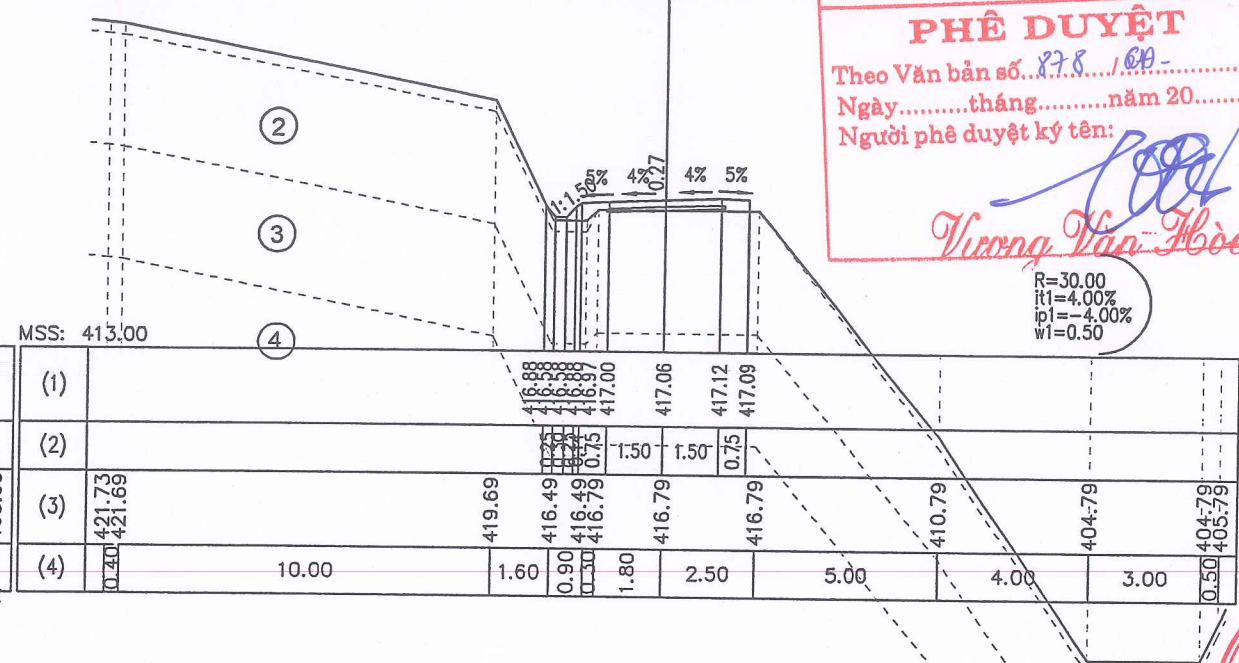 PHÊ DUYỆT
Theo Văn bản số...878.../...
Ngày..........tháng..........năm 20.......
Người phê duyệt ký tên:
Vương Văn
2
3
4
1:1.50
5% 4% 0.27 4% 5%
R=30.00
it1=4.00%
ip1=-4.00%
w1=0.50
MSS: 413.00
(1) 416.88 416.58 416.58 416.88 416.97 417.00 417.06 417.12 417.09
(2) 0.75 1.50 1.50 0.75
(3) 421.73 421.69 419.69 416.49 416.49 416.79 416.79 416.79 410.79 404.79 404.79 405.79
(4) 0.40 10.00 1.60 0.90 0.30 1.80 2.50 5.00 4.00 3.00 0.50